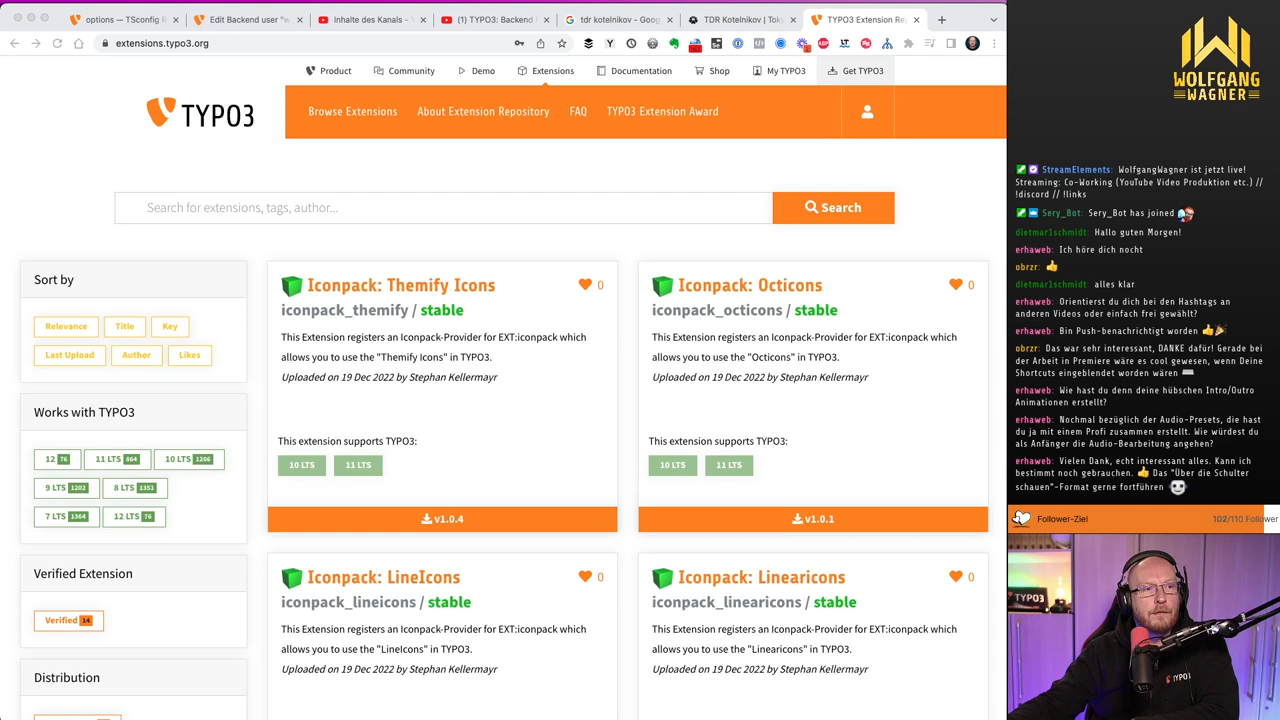 options — TSconfig R
Edit Backend user "w
Inhalte des Kanals - Y
(1) TYPO3: Backend
tdr kotelnikov - Goog
TDR Kotelnikov | Tok
TYPO3 Extension Re
extensions.typo3.org
Product
Community
Demo
Extensions
Documentation
Shop
My TYPO3
Get TYPO3
TYPO3
Browse Extensions
About Extension Repository
FAQ
TYPO3 Extension Award
Search for extensions, tags, author...
Search
Sort by
Relevance
Title
Key
Last Upload
Author
Likes
Works with TYPO3
12 76
11 LTS 864
10 LTS 1206
9 LTS 1202
8 LTS 1351
7 LTS 1364
12 LTS 76
Verified Extension
Verified 14
Distribution
Iconpack: Themify Icons
0
iconpack_themify / stable
This Extension registers an Iconpack-Provider for EXT:iconpack which
allows you to use the "Themify Icons" in TYPO3.
Uploaded on 19 Dec 2022 by Stephan Kellermayr
This extension supports TYPO3:
10 LTS
11 LTS
v1.0.4
Iconpack: Octicons
0
iconpack_octicons / stable
This Extension registers an Iconpack-Provider for EXT:iconpack which
allows you to use the "Octicons" in TYPO3.
Uploaded on 19 Dec 2022 by Stephan Kellermayr
This extension supports TYPO3:
10 LTS
11 LTS
v1.0.1
Iconpack: LineIcons
0
iconpack_lineicons / stable
This Extension registers an Iconpack-Provider for EXT:iconpack which
allows you to use the "LineIcons" in TYPO3.
Uploaded on 19 Dec 2022 by Stephan Kellermayr
Iconpack: Linearicons
0
iconpack_linearicons / stable
This Extension registers an Iconpack-Provider for EXT:iconpack which
allows you to use the "Linearicons" in TYPO3.
Uploaded on 19 Dec 2022 by Stephan Kellermayr
WOLFGANG
WAGNER
StreamElements: WolfgangWagner ist jetzt live!
Streaming: Co-Working (YouTube Video Produktion etc.) //
!discord // !links
Sery_Bot: Sery_Bot has joined
dietmar1schmidt: Hallo guten Morgen!
erhaweb: Ich höre dich nocht
obrzr:
dietmar1schmidt: alles klar
erhaweb: Orientierst du dich bei den Hashtags an
anderen Videos oder einfach frei gewählt?
erhaweb: Bin Push-benachrichtigt worden
obrzr: Das war sehr interessant, DANKE dafür! Gerade bei
der Arbeit in Premiere wäre es cool gewesen, wenn Deine
Shortcuts eingeblendet worden wären
erhaweb: Wie hast du denn deine hübschen Intro/Outro
Animationen erstellt?
erhaweb: Nochmal bezüglich der Audio-Presets, die hast
du ja mit einem Profi zusammen erstellt. Wie würdest du
als Anfänger die Audio-Bearbeitung angehen?
erhaweb: Vielen Dank, echt interessant alles. Kann ich
bestimmt noch gebrauchen. Das "Über die Schulter
schauen"-Format gerne fortführen
Follower-Ziel
102/110 Follower
TYPO3
TYPO3